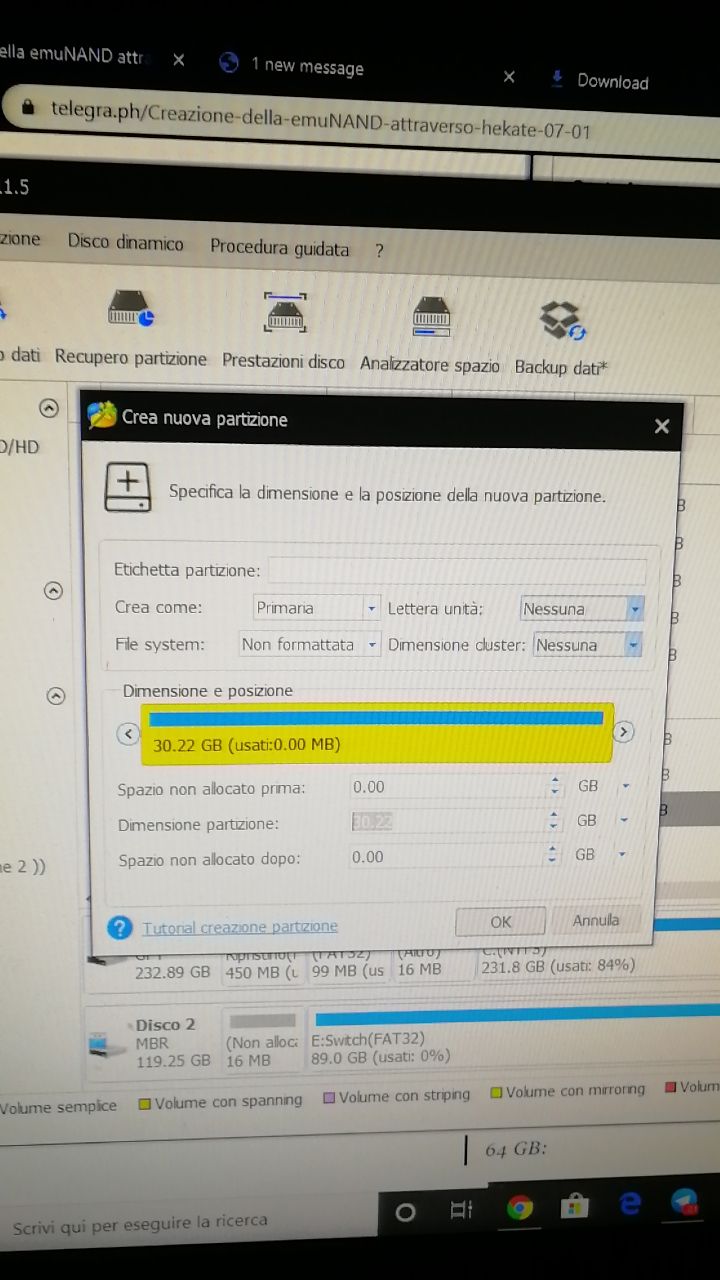 ella emuNAND attr
1 new message
Download
telegra.ph/Creazione-della-emuNAND-attraverso-hekate-07-01
.1.5
zione Disco dinamico Procedura guidata ?
o dati Recupero partizione Prestazioni disco Analizzatore spazio Backup dati*
D/HD
Crea nuova partizione
Specifica la dimensione e la posizione della nuova partizione.
Etichetta partizione:
Crea come: Primaria Lettera unità: Nessuna
File system: Non formattata Dimensione cluster: Nessuna
Dimensione e posizione
30.22 GB (usati:0.00 MB)
Spazio non allocato prima: 0.00 GB
Dimensione partizione: 30.22 GB
Spazio non allocato dopo: 0.00 GB
ne 2 ))
Tutorial creazione partizione OK Annulla
232.89 GB 450 MB (u 99 MB (us 16 MB 231.8 GB (usati: 84%)
Disco 2
MBR (Non alloca E:Switch(FAT32)
119.25 GB 16 MB 89.0 GB (usati: 0%)
Volume semplice Volume con spanning Volume con striping Volume con mirroring Volum
64 GB:
Scrivi qui per eseguire la ricerca